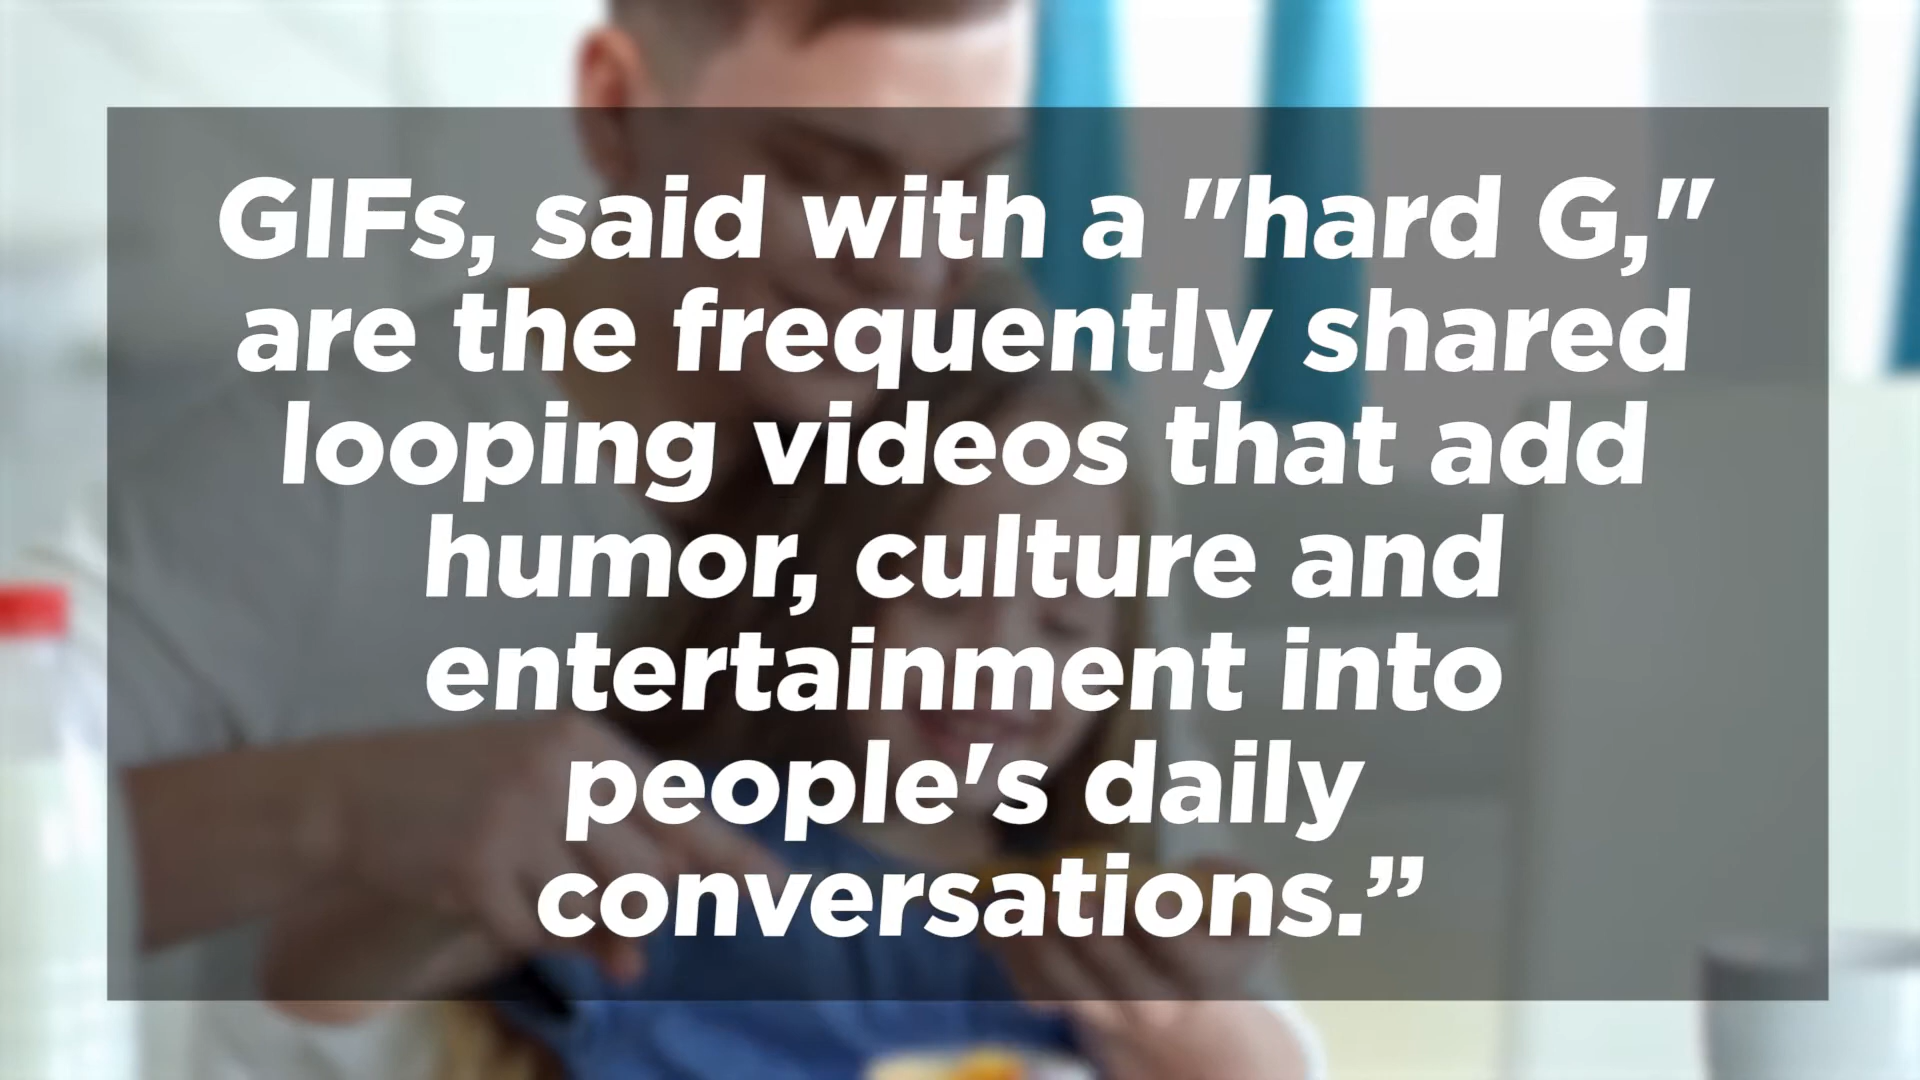 GIFs, said with a "hard G,"
are the frequently shared
looping videos that add
humor, culture and
entertainment into
people's daily
conversations.”